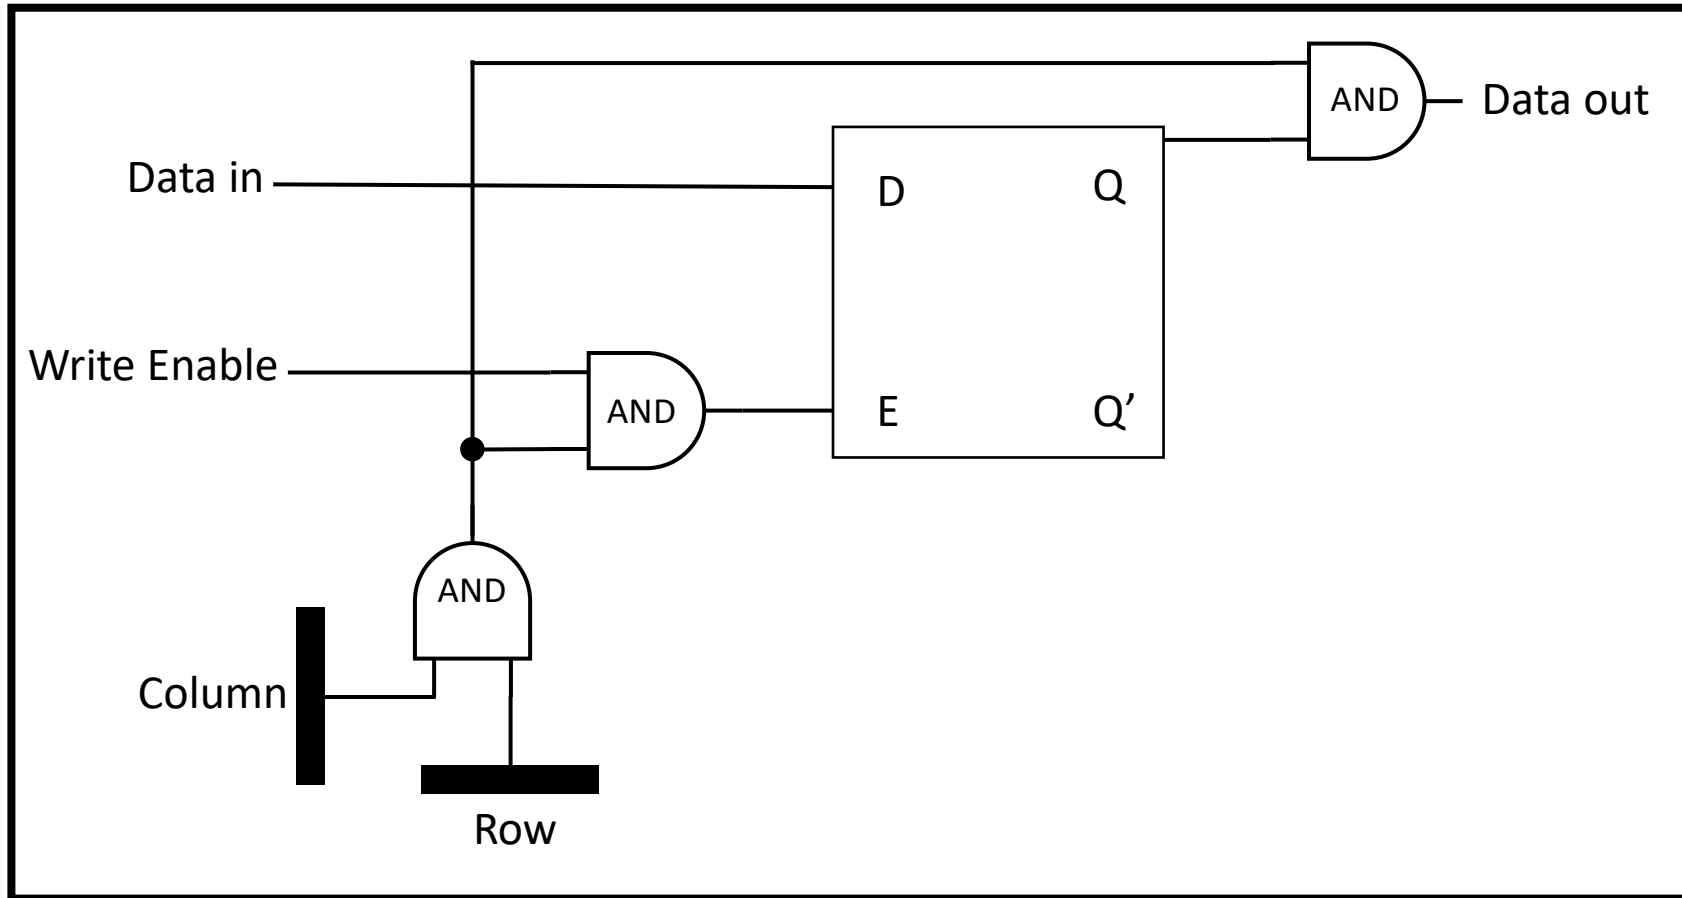 AND
Data out
Data in
D
Q
Write Enable
AND
E
Q’
AND
Column
Row